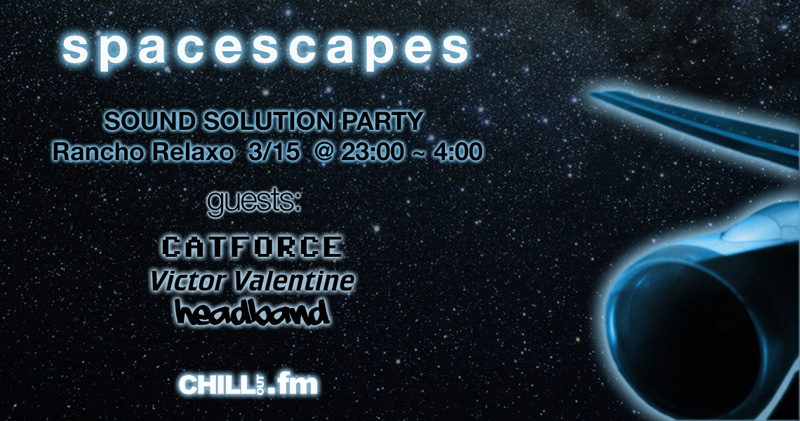 spacescapes
SOUND SOLUTION PARTY
Rancho Relaxo 3/15 @ 23:00 ~ 4:00
guests:
CATFORCE
Victor Valentine
headband
CHILLOUT.fm